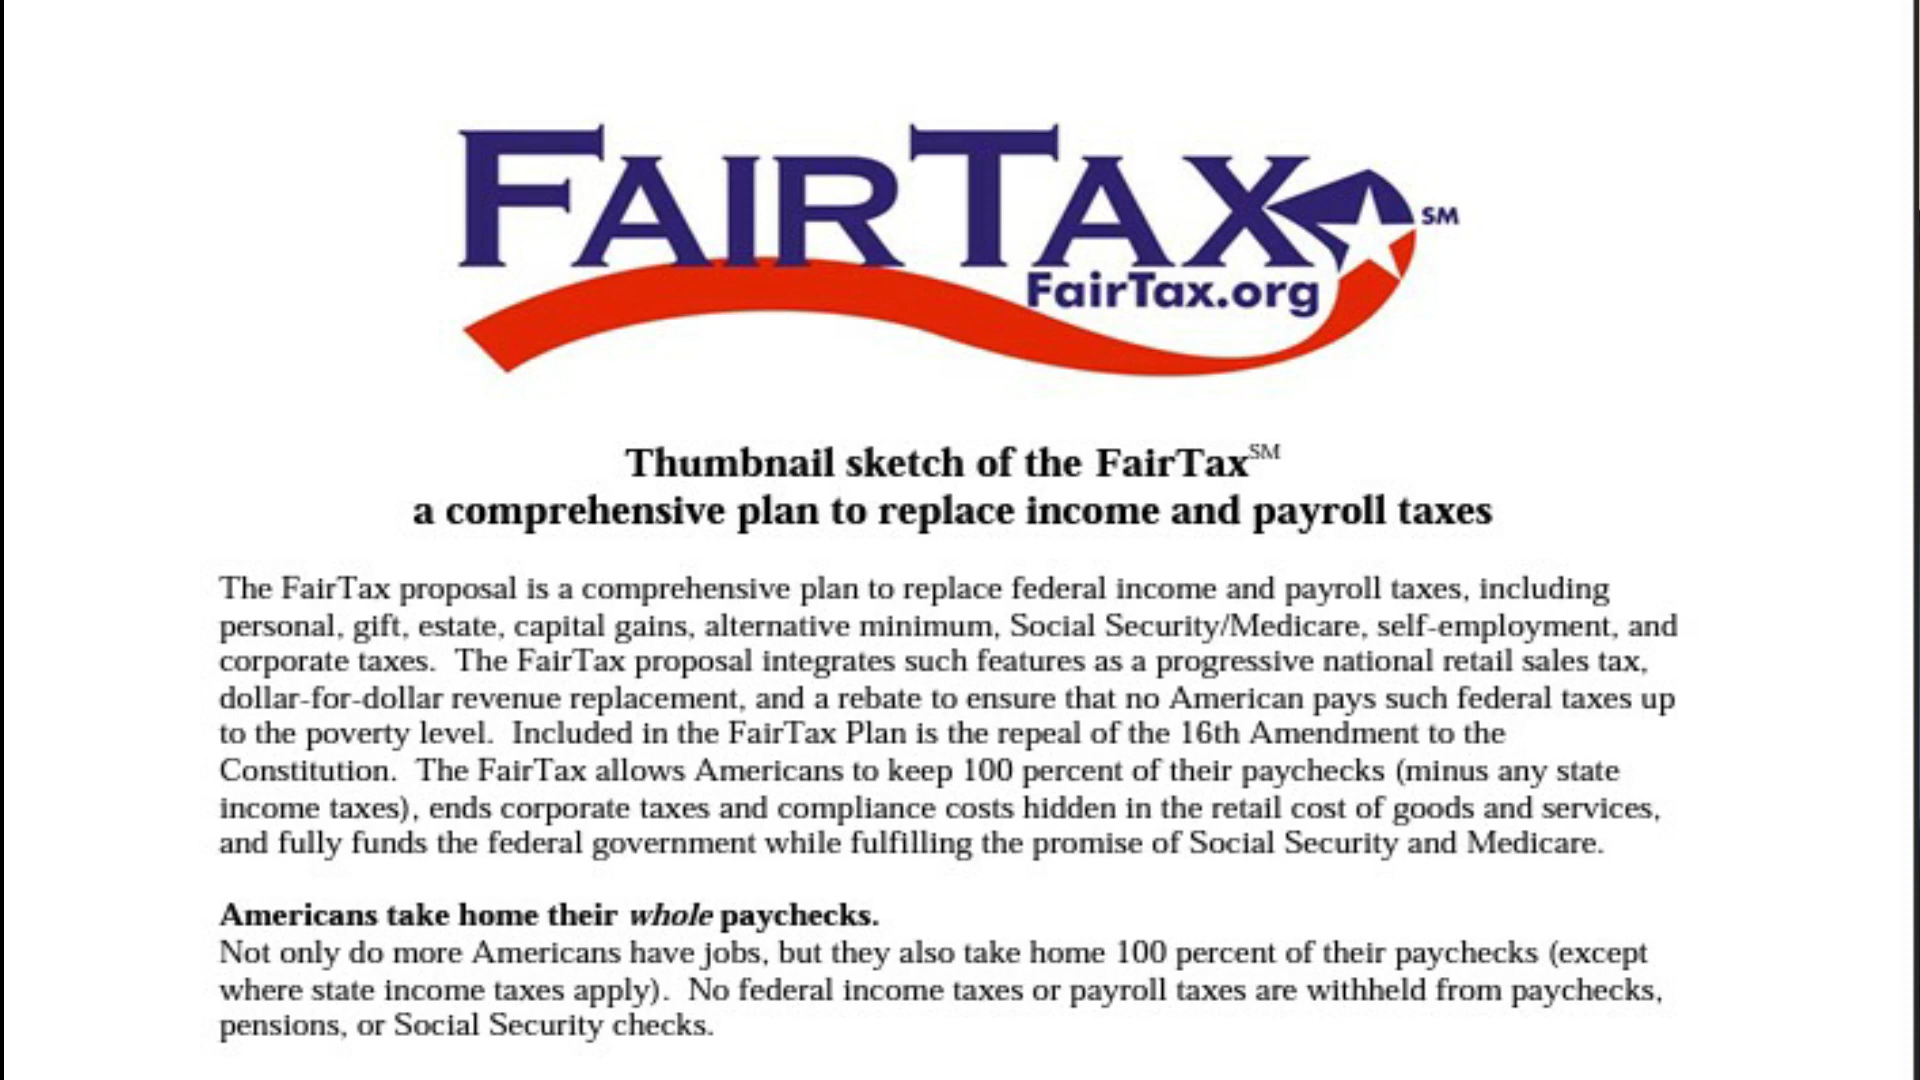 FAIRTAX SM
FairTax.org
Thumbnail sketch of the FairTax SM
a comprehensive plan to replace income and payroll taxes
The FairTax proposal is a comprehensive plan to replace federal income and payroll taxes, including
personal, gift, estate, capital gains, alternative minimum, Social Security/Medicare, self-employment, and
corporate taxes.  The FairTax proposal integrates such features as a progressive national retail sales tax,
dollar-for-dollar revenue replacement, and a rebate to ensure that no American pays such federal taxes up
to the poverty level.  Included in the FairTax Plan is the repeal of the 16th Amendment to the
Constitution.  The FairTax allows Americans to keep 100 percent of their paychecks (minus any state
income taxes), ends corporate taxes and compliance costs hidden in the retail cost of goods and services,
and fully funds the federal government while fulfilling the promise of Social Security and Medicare.
Americans take home their whole paychecks.
Not only do more Americans have jobs, but they also take home 100 percent of their paychecks (except
where state income taxes apply).  No federal income taxes or payroll taxes are withheld from paychecks,
pensions, or Social Security checks.